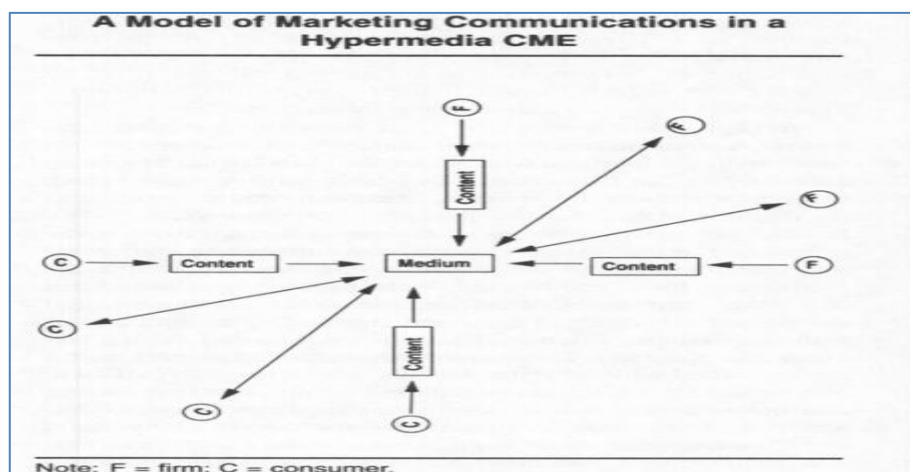 A Model of Marketing Communications in a
Hypermedia CME
F
F
Content
F
C
Content
Medium
Content
F
C
Content
C
C
Note: F = firm; C = consumer.